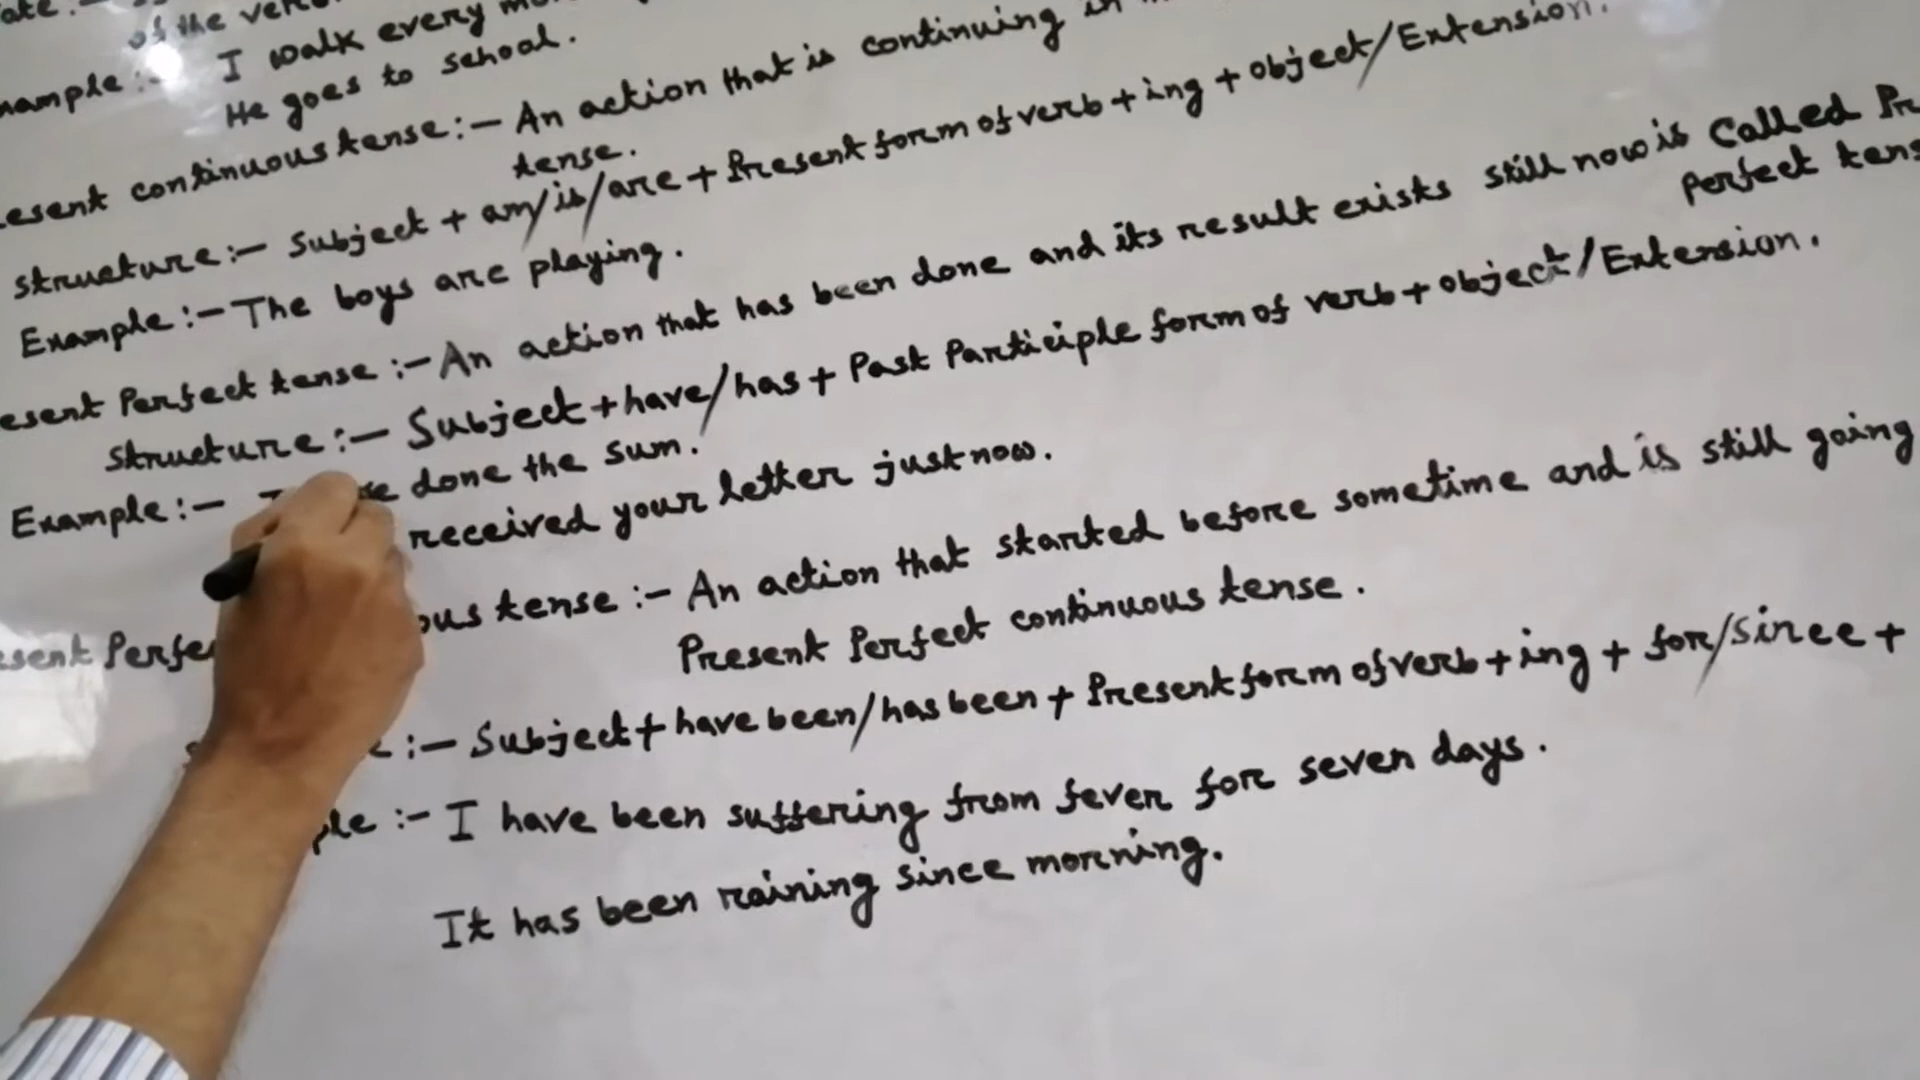 of the verb
I walk every
He goes to school.
continuous tense:- An action that is continuing in
tense.
structure:- Subject + am/is/are + Present form of verb + ing + object/Extension.
Example:- The boys are playing.
Perfect tense :- An action that has been done and its result exists still now is called
Perfect
Structure:- Subject + have/has + Past Participle form of verb + object/Extension.
Example:- done the sum.
received your letter just now.
tense :- An action that started before sometime and is still going
Present Perfect continuous tense.
:- Subject + have been/has been + Present form of verb + ing + for/since +
:- I have been suffering from fever for seven days.
It has been raining since morning.